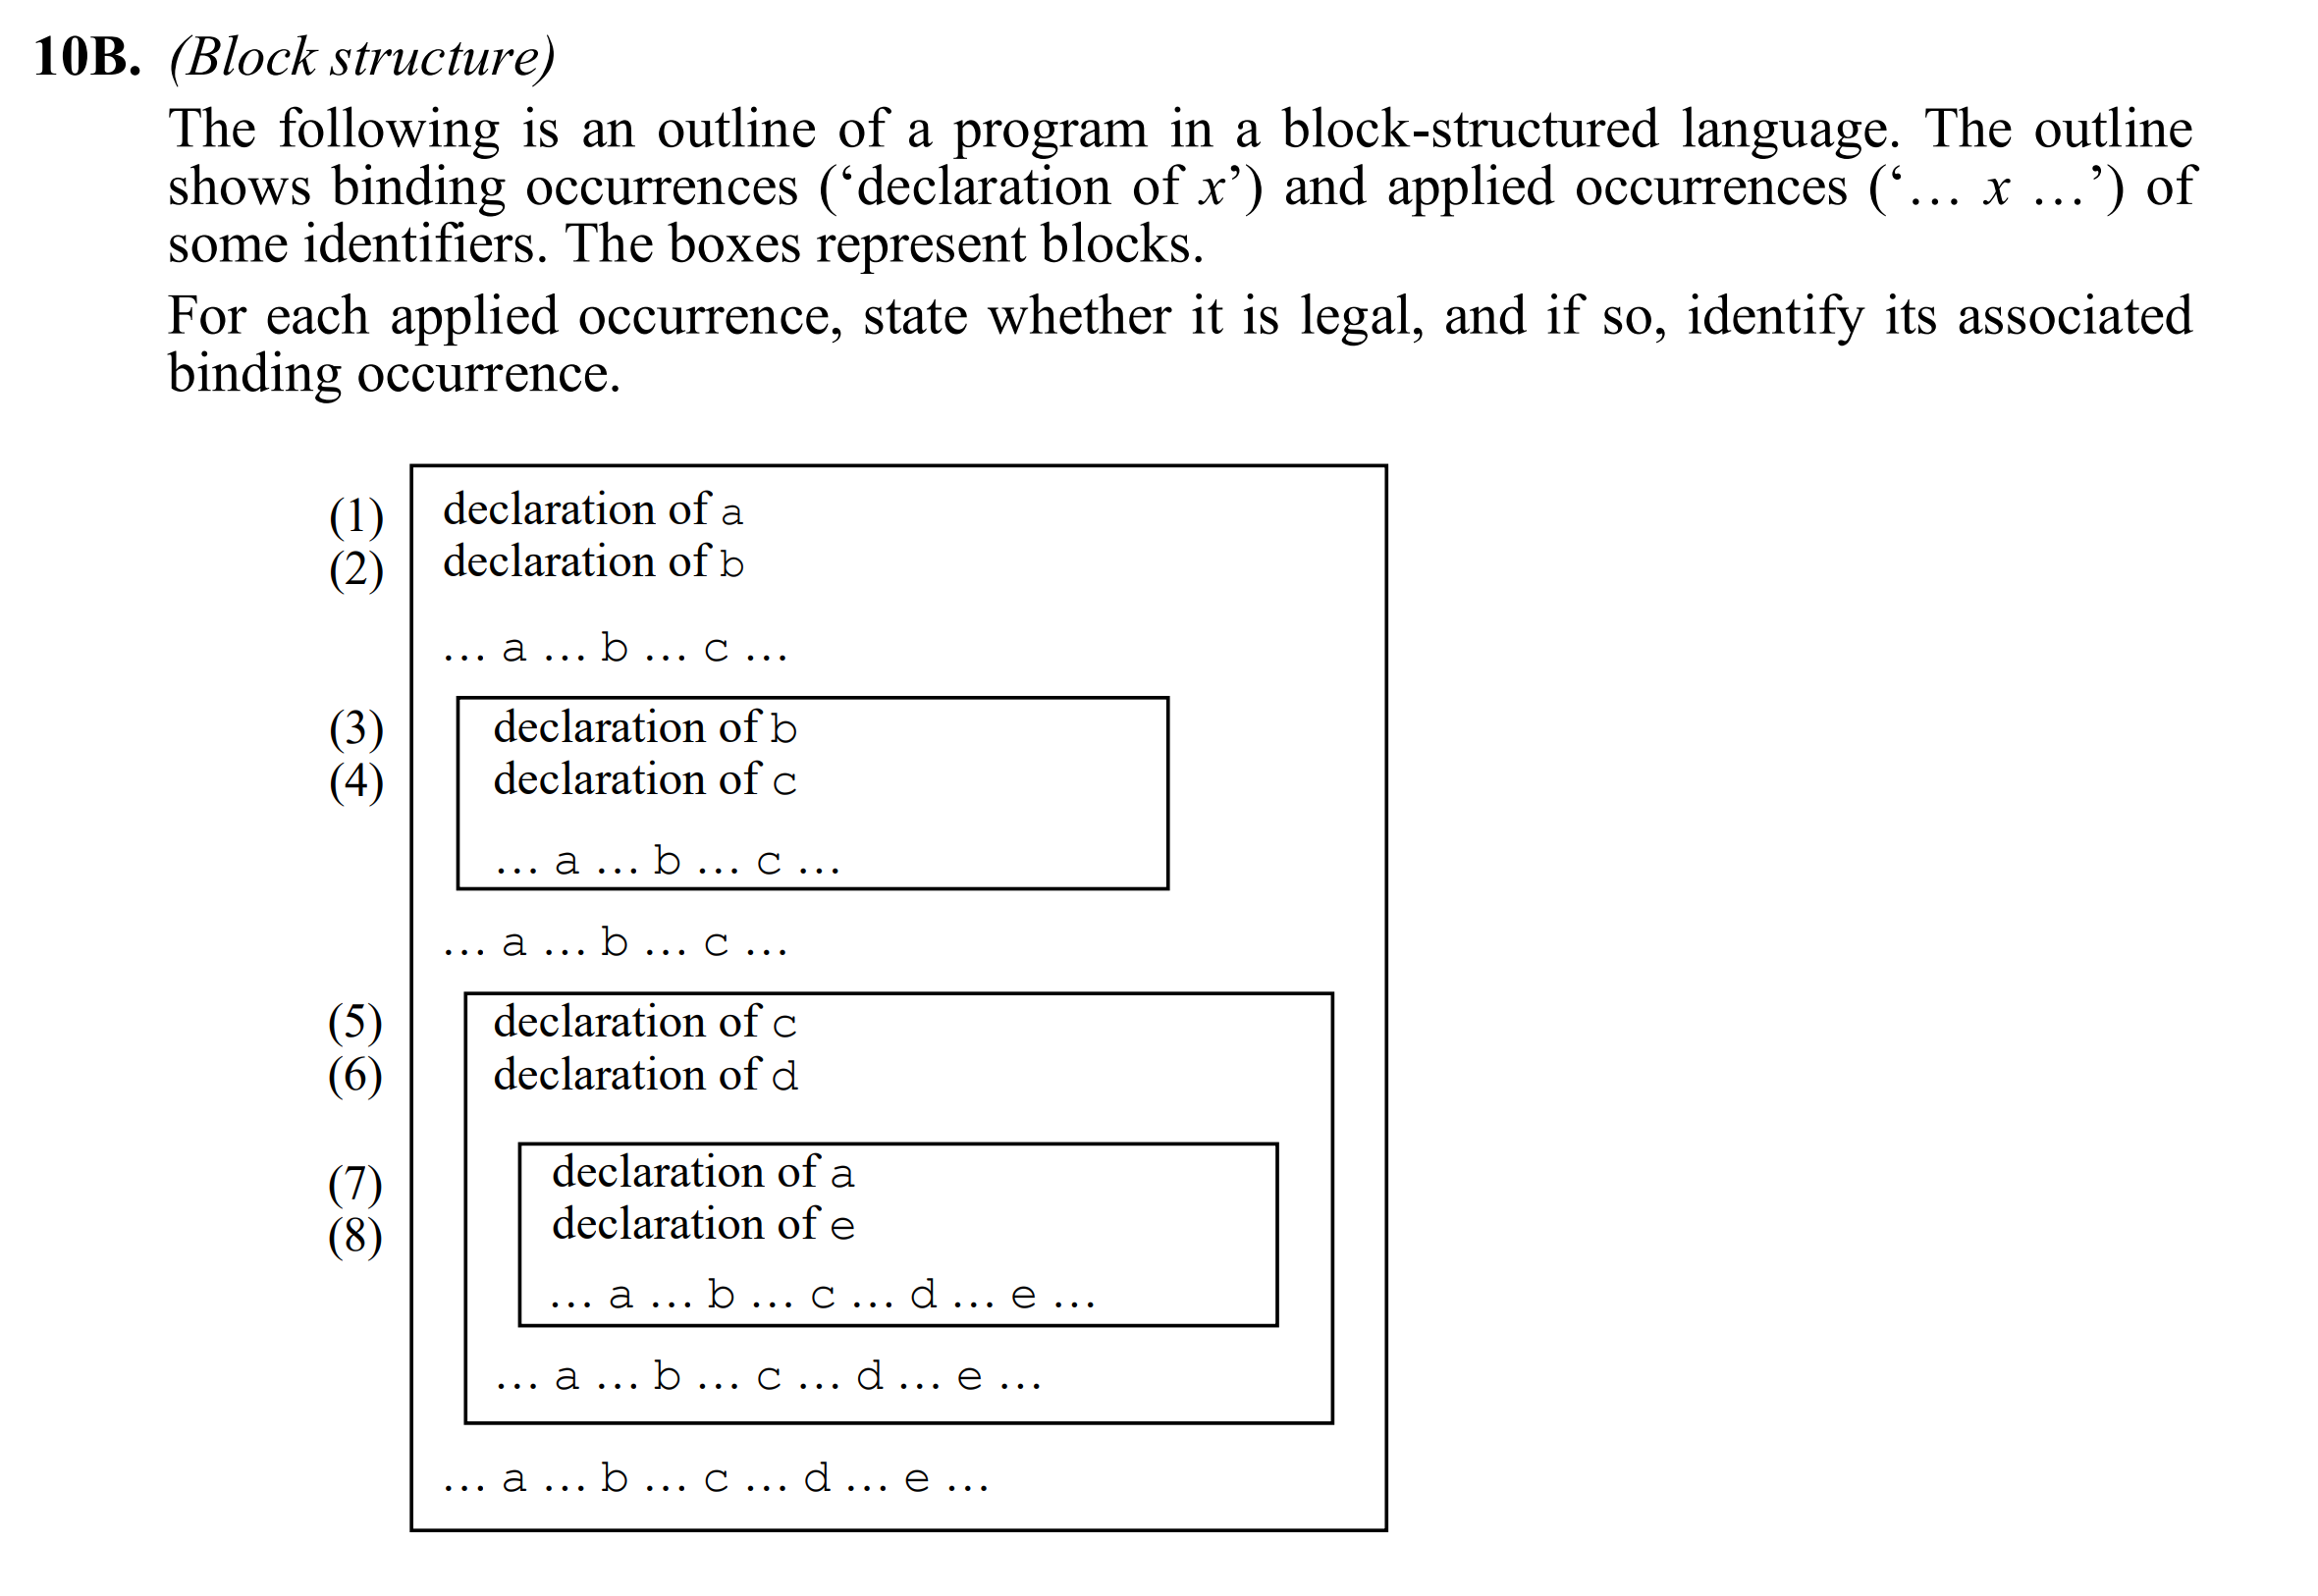 10B. (Block structure)
The following is an outline of a program in a block-structured language. The outline
shows binding occurrences (‘declaration of x’) and applied occurrences (‘… x …’) of
some identifiers. The boxes represent blocks.
For each applied occurrence, state whether it is legal, and if so, identify its associated
binding occurrence.
(1) declaration of a
(2) declaration of b
… a … b … c …
(3) declaration of b
(4) declaration of c
… a … b … c …
… a … b … c …
(5) declaration of c
(6) declaration of d
(7) declaration of a
(8) declaration of e
… a … b … c … d … e …
… a … b … c … d … e …
… a … b … c … d … e …